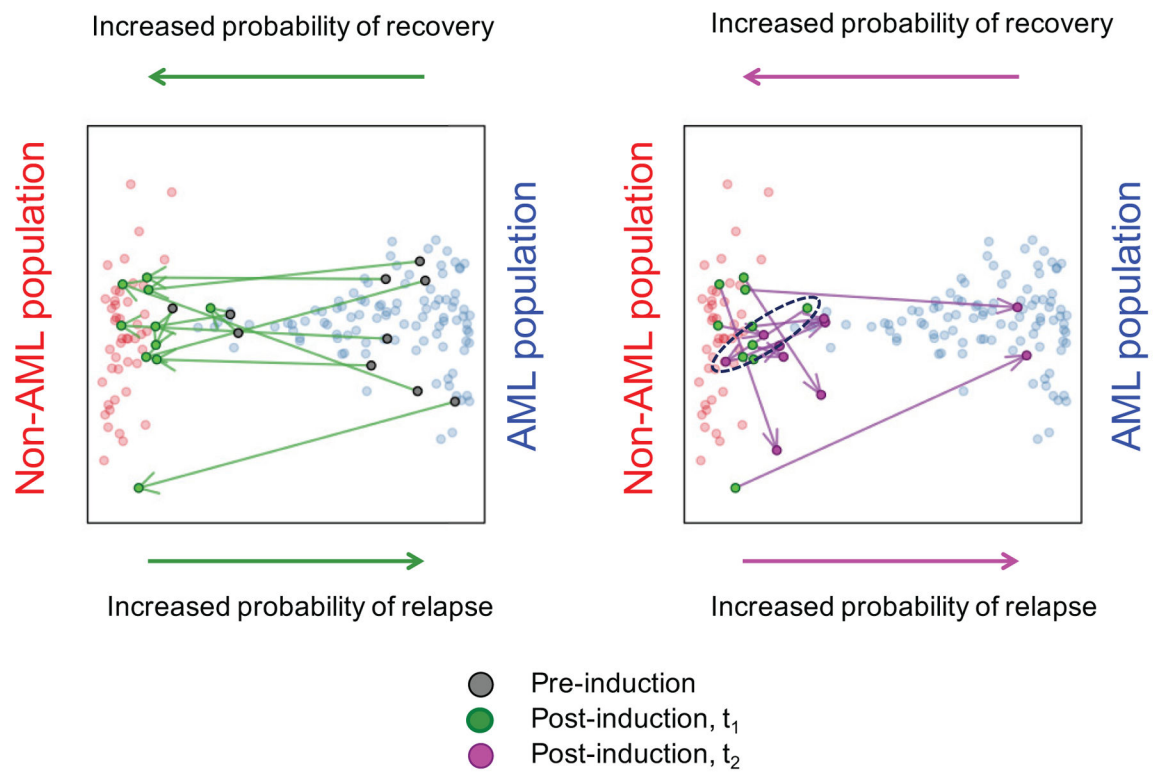 Increased probability of recovery
Increased probability of recovery
Non-AML population
AML population
Non-AML population
AML population
Increased probability of relapse
Increased probability of relapse
Pre-induction
Post-induction, t₁
Post-induction, t₂